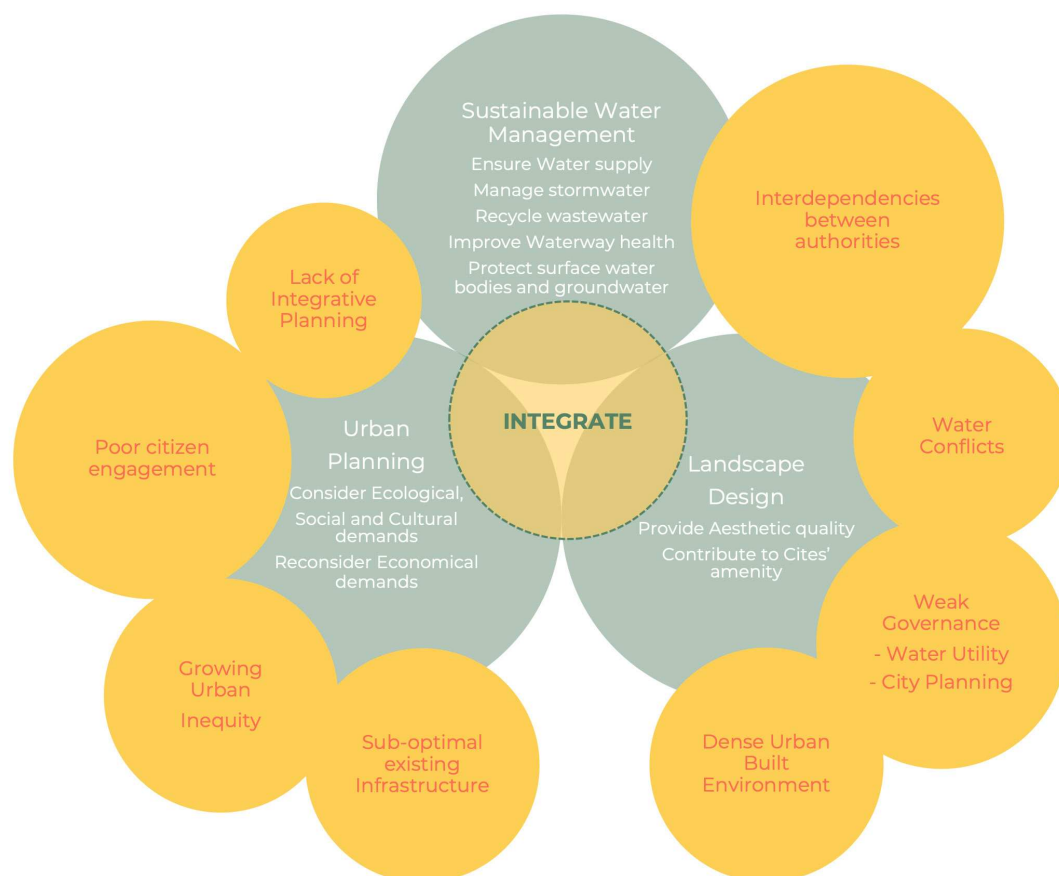 Sustainable Water
Management
Ensure Water supply
Manage stormwater
Recycle wastewater
Improve Waterway health
Protect surface water
bodies and groundwater
Interdependencies
between
authorities
Lack of
Integrative
Planning
INTEGRATE
Poor citizen
engagement
Urban
Planning
Consider Ecological,
Social and Cultural
demands
Reconsider Economical
demands
Landscape
Design
Provide Aesthetic quality
Contribute to Cites'
amenity
Water
Conflicts
Weak
Governance
- Water Utility
- City Planning
Growing
Urban
Inequity
Sub-optimal
existing
Infrastructure
Dense Urban
Built
Environment